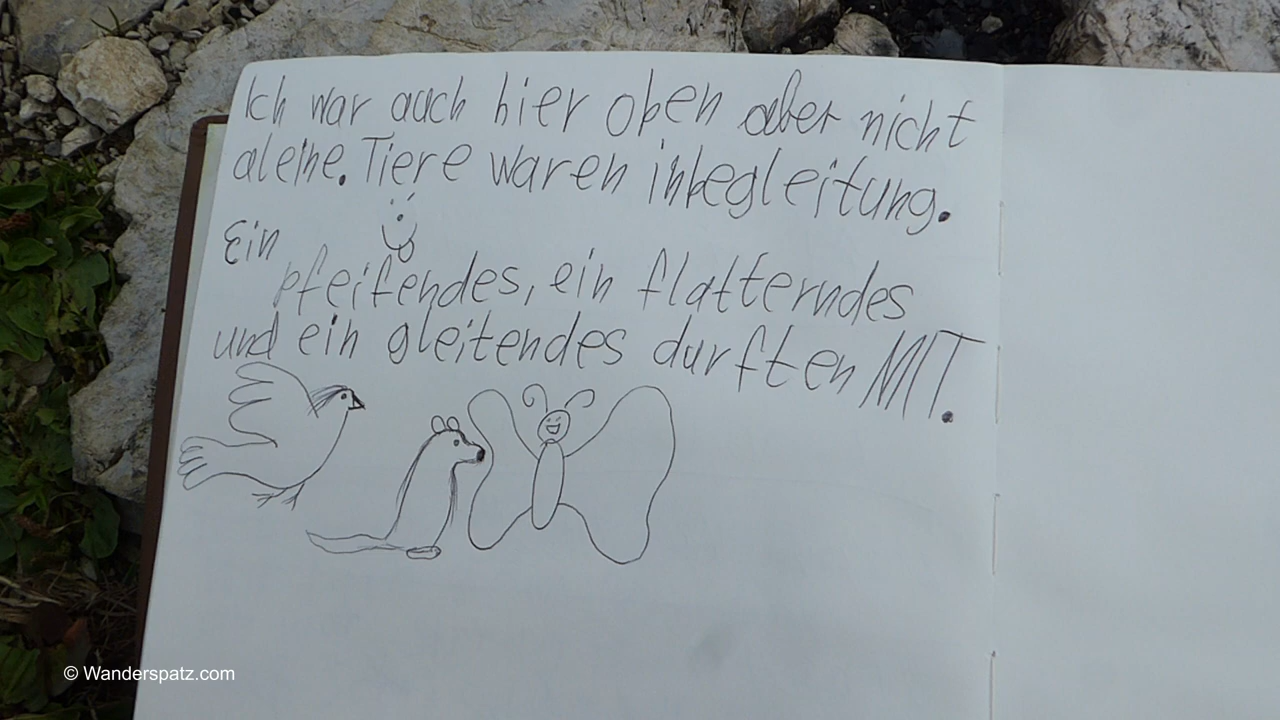 Ich war auch hier oben aber nicht
aleine. Tiere waren inbegleitung.
Ein
pfeifendes, ein flatterndes
und ein gleitendes durften MIT.
© Wanderspatz.com